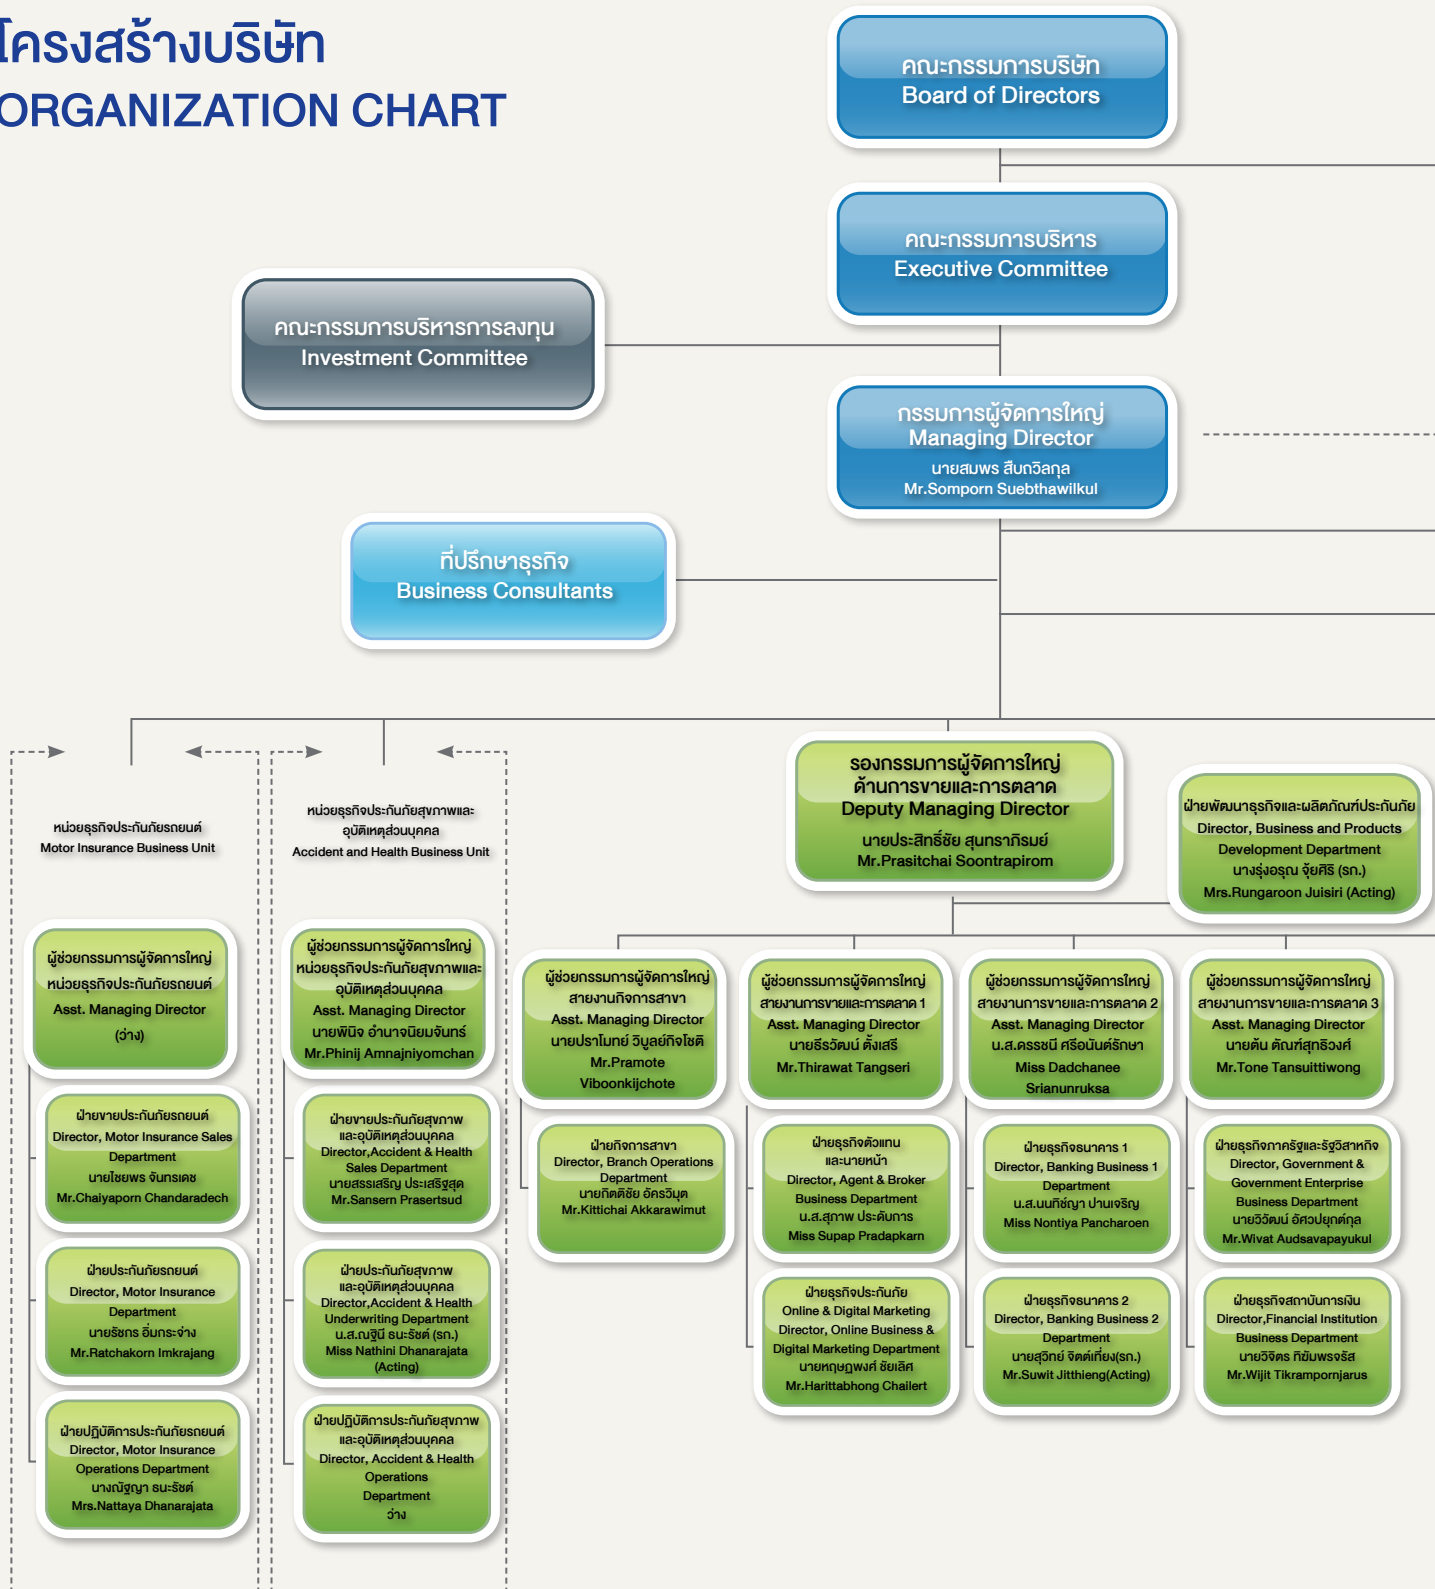 โครงสร้างบริษัท
ORGANIZATION CHART
คณะกรรมการบริษัท
Board of Directors
คณะกรรมการบริหาร
Executive Committee
คณะกรรมการบริหารการลงทุน
Investment Committee
กรรมการผู้จัดการใหญ่
Managing Director
นายสมพร สืบถวิลกุล
Mr.Somporn Suebthawilkul
ที่ปรึกษาธุรกิจ
Business Consultants
หน่วยธุรกิจประกันภัยรถยนต์
Motor Insurance Business Unit
หน่วยธุรกิจประกันภัยสุขภาพและ
อุบัติเหตุส่วนบุคคล
Accident and Health Business Unit
รองกรรมการผู้จัดการใหญ่
ด้านการขายและการตลาด
Deputy Managing Director
นายประสิทธิ์ชัย สุนทราภิรมย์
Mr.Prasitchai Soontrapirom
ฝ่ายพัฒนาธุรกิจและผลิตภัณฑ์ประกันภัย
Director, Business and Products
Development Department
นางรุ่งอรุณ จุ้ยศิริ (รก.)
Mrs.Rungaroon Juisiri (Acting)
ผู้ช่วยกรรมการผู้จัดการใหญ่
หน่วยธุรกิจประกันภัยรถยนต์
Asst. Managing Director
(ว่าง)
ฝ่ายขายประกันภัยรถยนต์
Director, Motor Insurance Sales
Department
นายไชยพร จันทรเดช
Mr.Chaiyaporn Chandaradech
ฝ่ายประกันภัยรถยนต์
Director, Motor Insurance
Department
นายรัชกร อิ่มกระจ่าง
Mr.Ratchakorn Imkrajang
ฝ่ายปฏิบัติการประกันภัยรถยนต์
Director, Motor Insurance
Operations Department
นางณัฐญา ธนะรัชต์
Mrs.Nattaya Dhanarajata
ผู้ช่วยกรรมการผู้จัดการใหญ่
หน่วยธุรกิจประกันภัยสุขภาพและ
อุบัติเหตุส่วนบุคคล
Asst. Managing Director
นายพินิจ อำนาจนิยมจันทร์
Mr.Phinij Amnajniyomchan
ฝ่ายขายประกันภัยสุขภาพ
และอุบัติเหตุส่วนบุคคล
Director,Accident & Health
Sales Department
นายสรรเสริญ ประเสริฐสุด
Mr.Sansern Prasertsud
ฝ่ายประกันภัยสุขภาพ
และอุบัติเหตุส่วนบุคคล
Director,Accident & Health
Underwriting Department
น.ส.ณฐินี ธนะรัชต์ (รก.)
Miss Nathini Dhanarajata
(Acting)
ฝ่ายปฏิบัติการประกันภัยสุขภาพ
และอุบัติเหตุส่วนบุคคล
Director, Accident & Health
Operations
Department
ว่าง
ผู้ช่วยกรรมการผู้จัดการใหญ่
สายงานกิจการสาขา
Asst. Managing Director
นายปราโมทย์ วิบูลย์กิจโชติ
Mr.Pramote
Viboonkijchote
ฝ่ายกิจการสาขา
Director, Branch Operations
Department
นายกิตติชัย อัครวิมุต
Mr.Kittichai Akkarawimut
ผู้ช่วยกรรมการผู้จัดการใหญ่
สายงานการขายและการตลาด 1
Asst. Managing Director
นายธีรวัฒน์ ตั้งเสรี
Mr.Thirawat Tangseri
ฝ่ายธุรกิจตัวแทน
และนายหน้า
Director, Agent & Broker
Business Department
น.ส.สุภาพ ประดับการ
Miss Supap Pradapkarn
ฝ่ายธุรกิจประกันภัย
Online & Digital Marketing
Director, Online Business &
Digital Marketing Department
นายหฤษฎพงศ์ ชัยเลิศ
Mr.Harittabhong Chailert
ผู้ช่วยกรรมการผู้จัดการใหญ่
สายงานการขายและการตลาด 2
Asst. Managing Director
น.ส.ดรรชนี ศรีอนันต์รักษา
Miss Dadchanee
Srianunruksa
ฝ่ายธุรกิจธนาคาร 1
Director, Banking Business 1
Department
น.ส.นนทิชญา ปานเจริญ
Miss Nontiya Pancharoen
ฝ่ายธุรกิจธนาคาร 2
Director, Banking Business 2
Department
นายสุวิทย์ จิตต์เที่ยง(รก.)
Mr.Suwit Jitthieng(Acting)
ผู้ช่วยกรรมการผู้จัดการใหญ่
สายงานการขายและการตลาด 3
Asst. Managing Director
นายต้น ตัณฑ์สุทธิวงศ์
Mr.Tone Tansuittiwong
ฝ่ายธุรกิจภาครัฐและรัฐวิสาหกิจ
Director, Government &
Government Enterprise
Business Department
นายวิวัฒน์ อัศวปยุกต์กุล
Mr.Wivat Audsavapayukul
ฝ่ายธุรกิจสถาบันการเงิน
Director,Financial Institution
Business Department
นายวิจิตร ทิฆัมพรจรัส
Mr.Wijit Tikrampornjarus